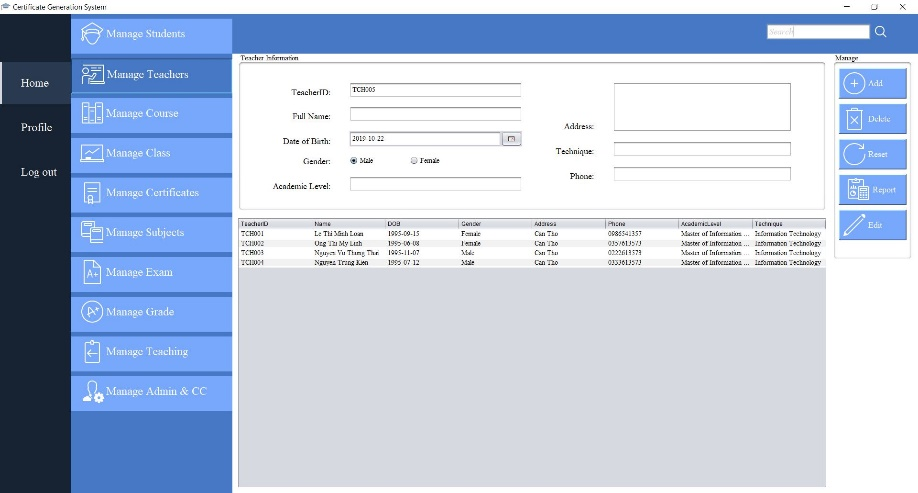 Certificate Generation System
Home
Profile
Log out
Manage Students
Manage Teachers
Manage Course
Manage Class
Manage Certificates
Manage Subjects
Manage Exam
Manage Grade
Manage Teaching
Manage Admin & CC
Search
Teacher Information
TeacherID: TCH005
Full Name:
Date of Birth: 2019-10-22
Gender: Male Female
Academic Level:
Address:
Technique:
Phone:
Manage
Add
Delete
Reset
Report
Edit
TeacherID Name DOB Gender Address Phone AcademicLevel Technique
TCH001 Le Thi Minh Loan 1995-09-15 Female Can Tho 0986541357 Master of Information ... Information Technology
TCH002 Ong Thi My Linh 1995-06-08 Female Can Tho 0357613573 Master of Information ... Information Technology
TCH003 Nguyen Vu Thang Thai 1995-11-07 Male Can Tho 0222613573 Master of Information ... Information Technology
TCH004 Nguyen Trung Kien 1995-07-12 Male Can Tho 0333613573 Master of Information ... Information Technology